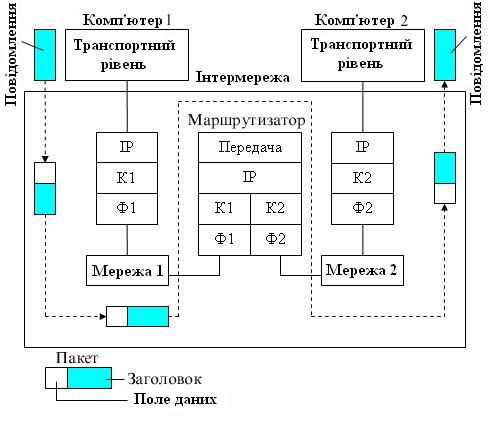 Комп'ютер 1
Комп'ютер 2
Повідомлення
Транспортний
рівень
Транспортний
рівень
Повідомлення
Інтермережа
Маршрутизатор
IP
К1
Ф1
Передача
IP
К1
К2
Ф1
Ф2
IP
К2
Ф2
Мережа 1
Мережа 2
Пакет
Заголовок
Поле даних